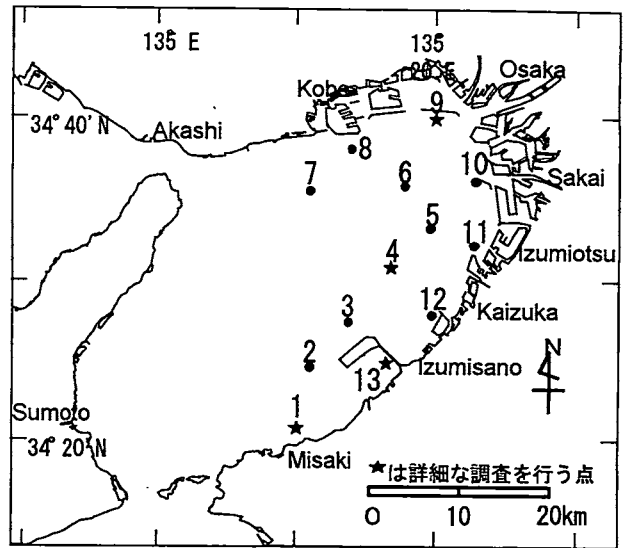 135 E
135
20' E
Kobe
Osaka
9
34° 40' N
Akashi
8
7
6
10
Sakai
5
11
4
Izumiotsu
3
12
Kaizuka
2
13
Izumisano
N
Sumoto
1
34° 20' N
Misaki
★は詳細な調査を行う点
0 10 20km